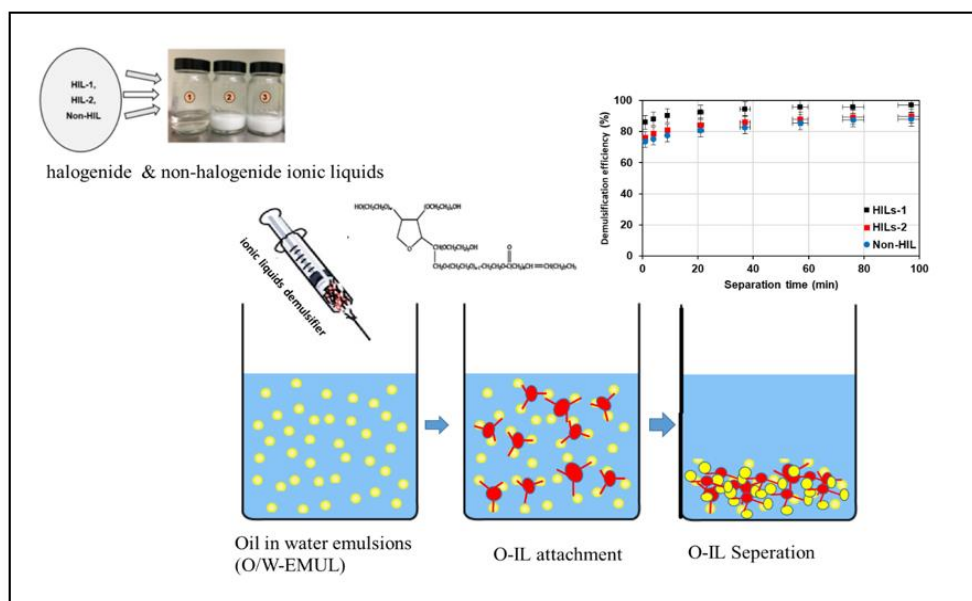 HIL-1,
HIL-2,
Non-HIL
1
2
3
halogenide & non-halogenide ionic liquids
ionic liquids demulsifier
Demulsification efficiency (%)
100
80
60
40
20
0
HILs-1
HILs-2
Non-HIL
0 20 40 60 80 100
Separation time (min)
Oil in water emulsions
(O/W-EMUL)
O-IL attachment
O-IL Seperation